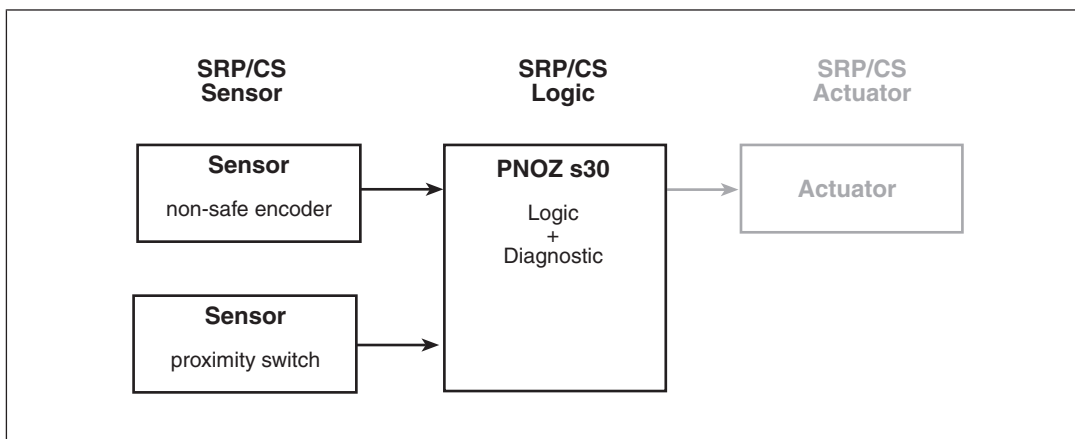 SRP/CS
Sensor
SRP/CS
Logic
SRP/CS
Actuator
Sensor
non-safe encoder
PNOZ s30
Logic
+
Diagnostic
Actuator
Sensor
proximity switch